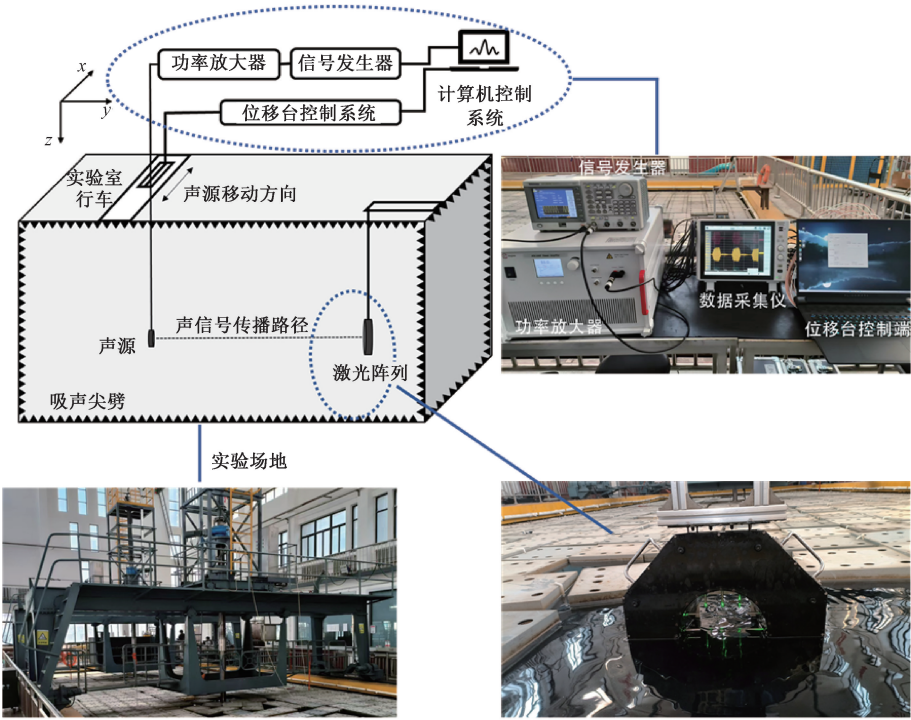 功率放大器
信号发生器
计算机控制
系统
位移台控制系统
x
y
z
实验室
行车
声源移动方向
声信号传播路径
声源
激光阵列
吸声尖劈
实验场地
信号发生器
数据采集仪
功率放大器
位移台控制端